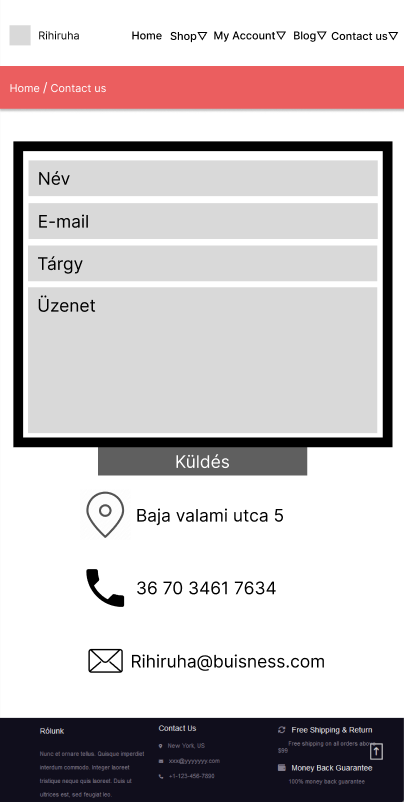 Rihiruha
Home Shop My Account Blog Contact us
Home / Contact us
Név
E-mail
Tárgy
Üzenet
Küldés
Baja valami utca 5
36 70 3461 7634
Rihiruha@buisness.com
Rólunk
Nunc et ornare tellus. Quisque imperdiet
interdum commodo. Integer laoreet
tristique neque quis laoreet. Duis ut
ultrices est, sed feugiat leo.
Contact Us
New York, US
xxx@yyyyyyy.com
+1-123-456-7890
Free Shipping & Return
Free shipping on all orders above
$99
Money Back Guarantee
100% money back guarantee